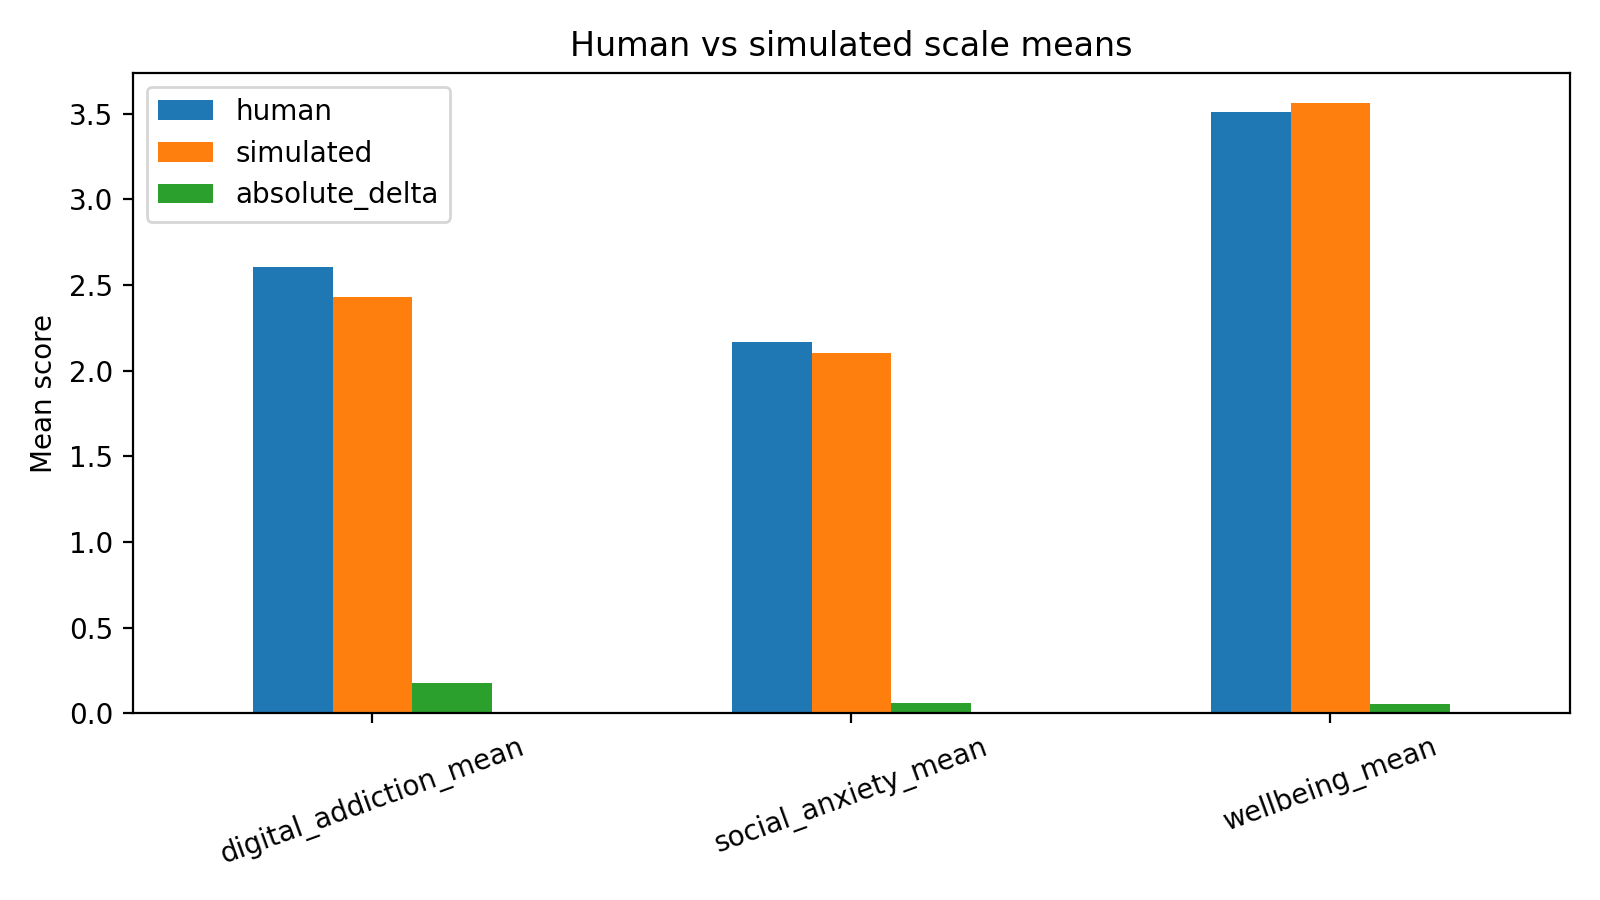 Human vs simulated scale means
human
simulated
absolute_delta
Mean score
3.5
3.0
2.5
2.0
1.5
1.0
0.5
0.0
digital_addiction_mean
social_anxiety_mean
wellbeing_mean